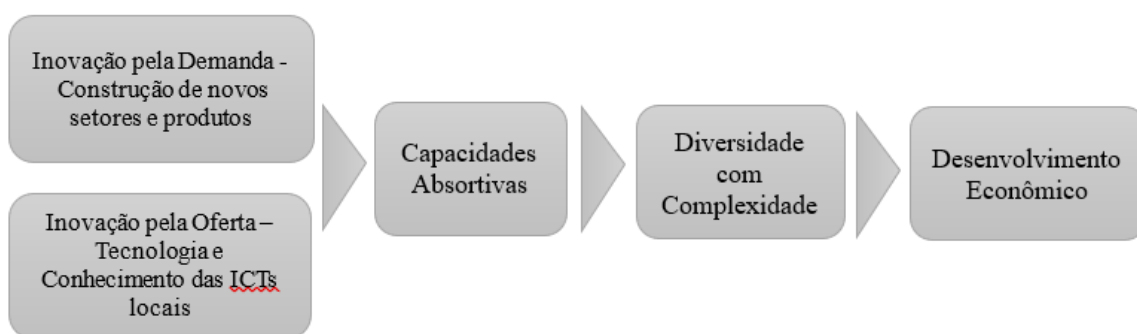 Inovação pela Demanda -
Construção de novos
setores e produtos
Inovação pela Oferta –
Tecnologia e
Conhecimento das ICTs
locais
Capacidades
Absortivas
Diversidade
com
Complexidade
Desenvolvimento
Econômico